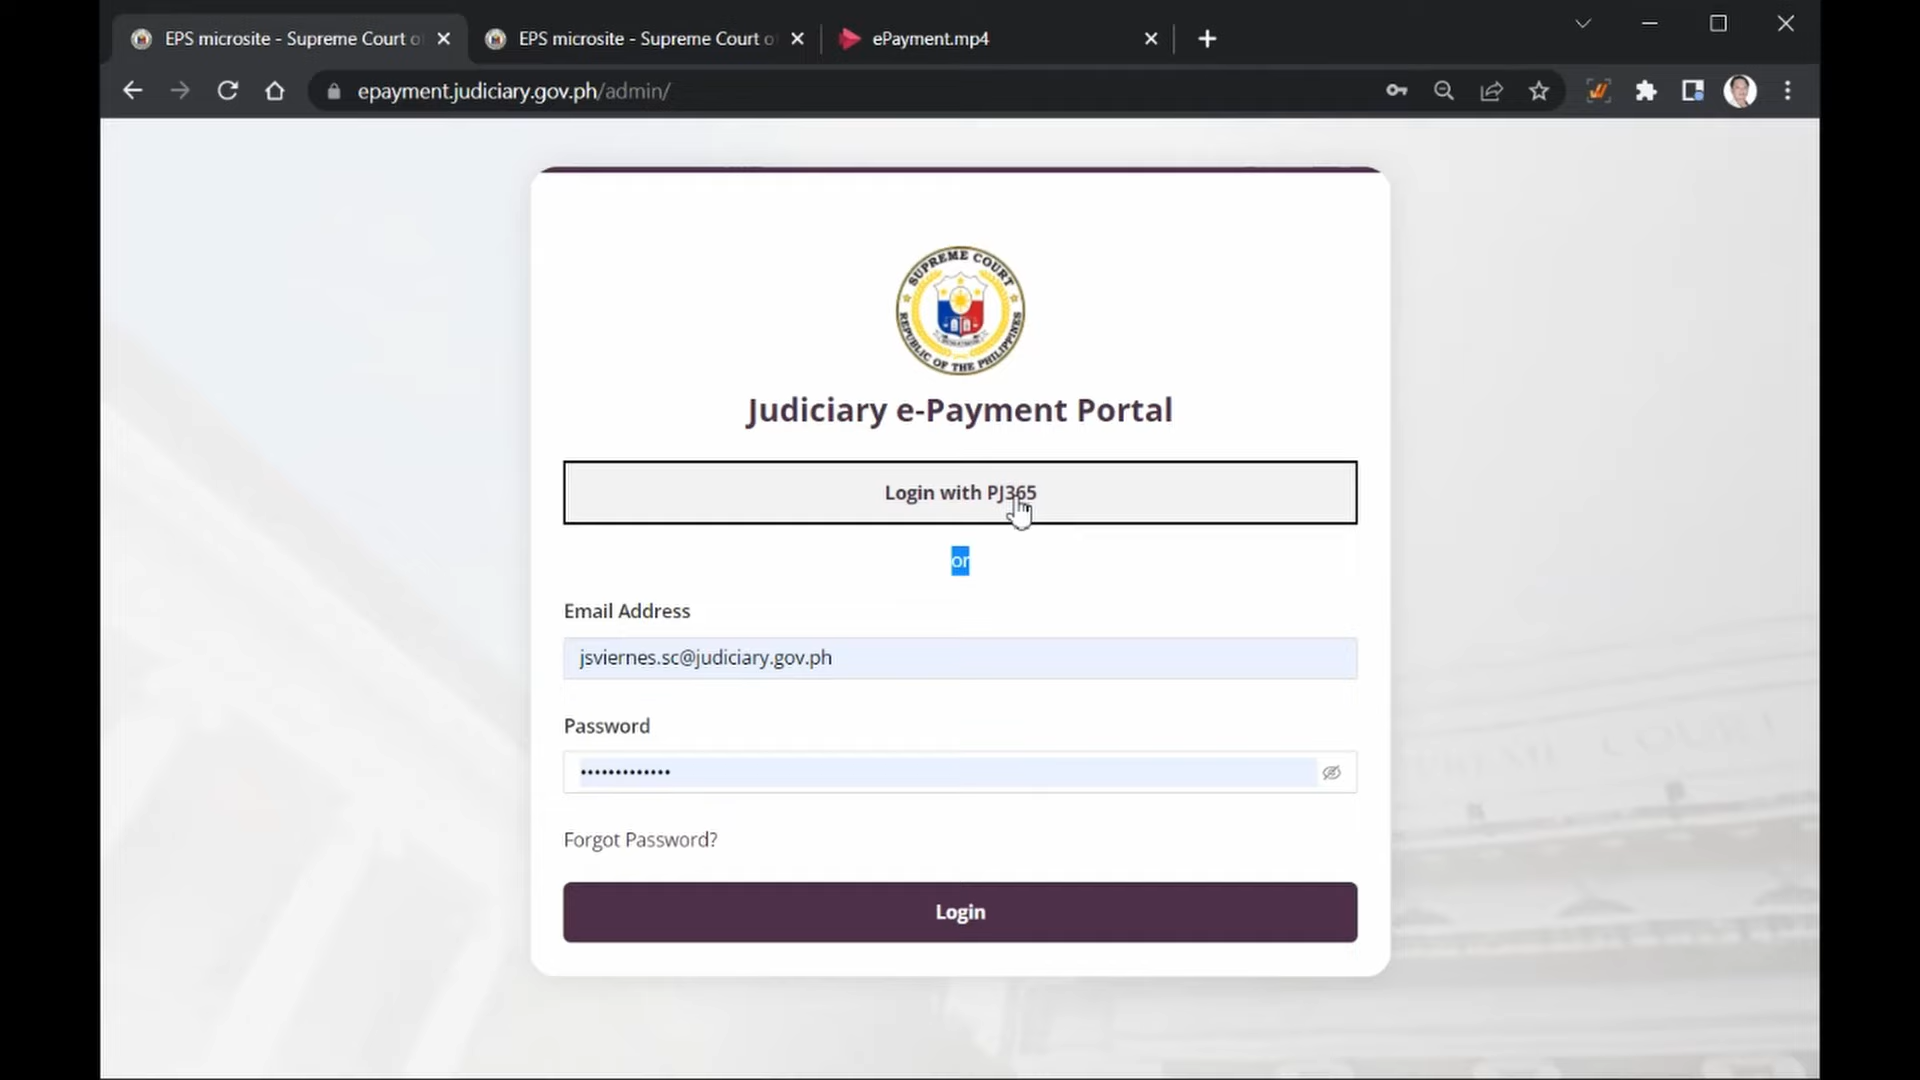 EPS microsite - Supreme Court o
EPS microsite - Supreme Court o
ePayment.mp4
epayment.judiciary.gov.ph/admin/
SUPREME COURT
REPUBLIC OF THE PHILIPPINES
Judiciary e-Payment Portal
Login with PJ365
or
Email Address
jsviernes.sc@judiciary.gov.ph
Password
•••••••••••••
Forgot Password?
Login
SUPREME COURT